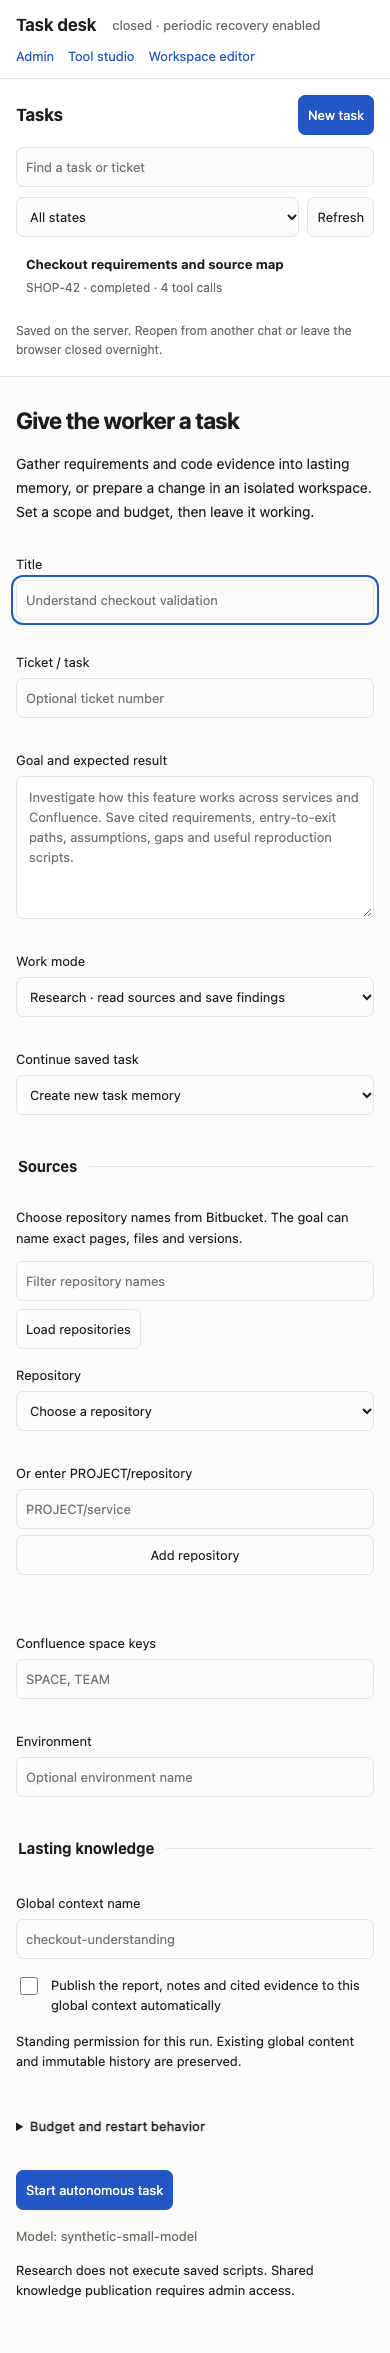 Task desk closed · periodic recovery enabled
Admin Tool studio Workspace editor
Tasks
New task
Find a task or ticket
All states
Refresh
Checkout requirements and source map
SHOP-42 · completed · 4 tool calls
Saved on the server. Reopen from another chat or leave the
browser closed overnight.
Give the worker a task
Gather requirements and code evidence into lasting
memory, or prepare a change in an isolated workspace.
Set a scope and budget, then leave it working.
Title
Understand checkout validation
Ticket / task
Optional ticket number
Goal and expected result
Investigate how this feature works across services and
Confluence. Save cited requirements, entry-to-exit
paths, assumptions, gaps and useful reproduction
scripts.
Work mode
Research · read sources and save findings
Continue saved task
Create new task memory
Sources
Choose repository names from Bitbucket. The goal can
name exact pages, files and versions.
Filter repository names
Load repositories
Repository
Choose a repository
Or enter PROJECT/repository
PROJECT/service
Add repository
Confluence space keys
SPACE, TEAM
Environment
Optional environment name
Lasting knowledge
Global context name
checkout-understanding
Publish the report, notes and cited evidence to this
global context automatically
Standing permission for this run. Existing global content
and immutable history are preserved.
Budget and restart behavior
Start autonomous task
Model: synthetic-small-model
Research does not execute saved scripts. Shared
knowledge publication requires admin access.